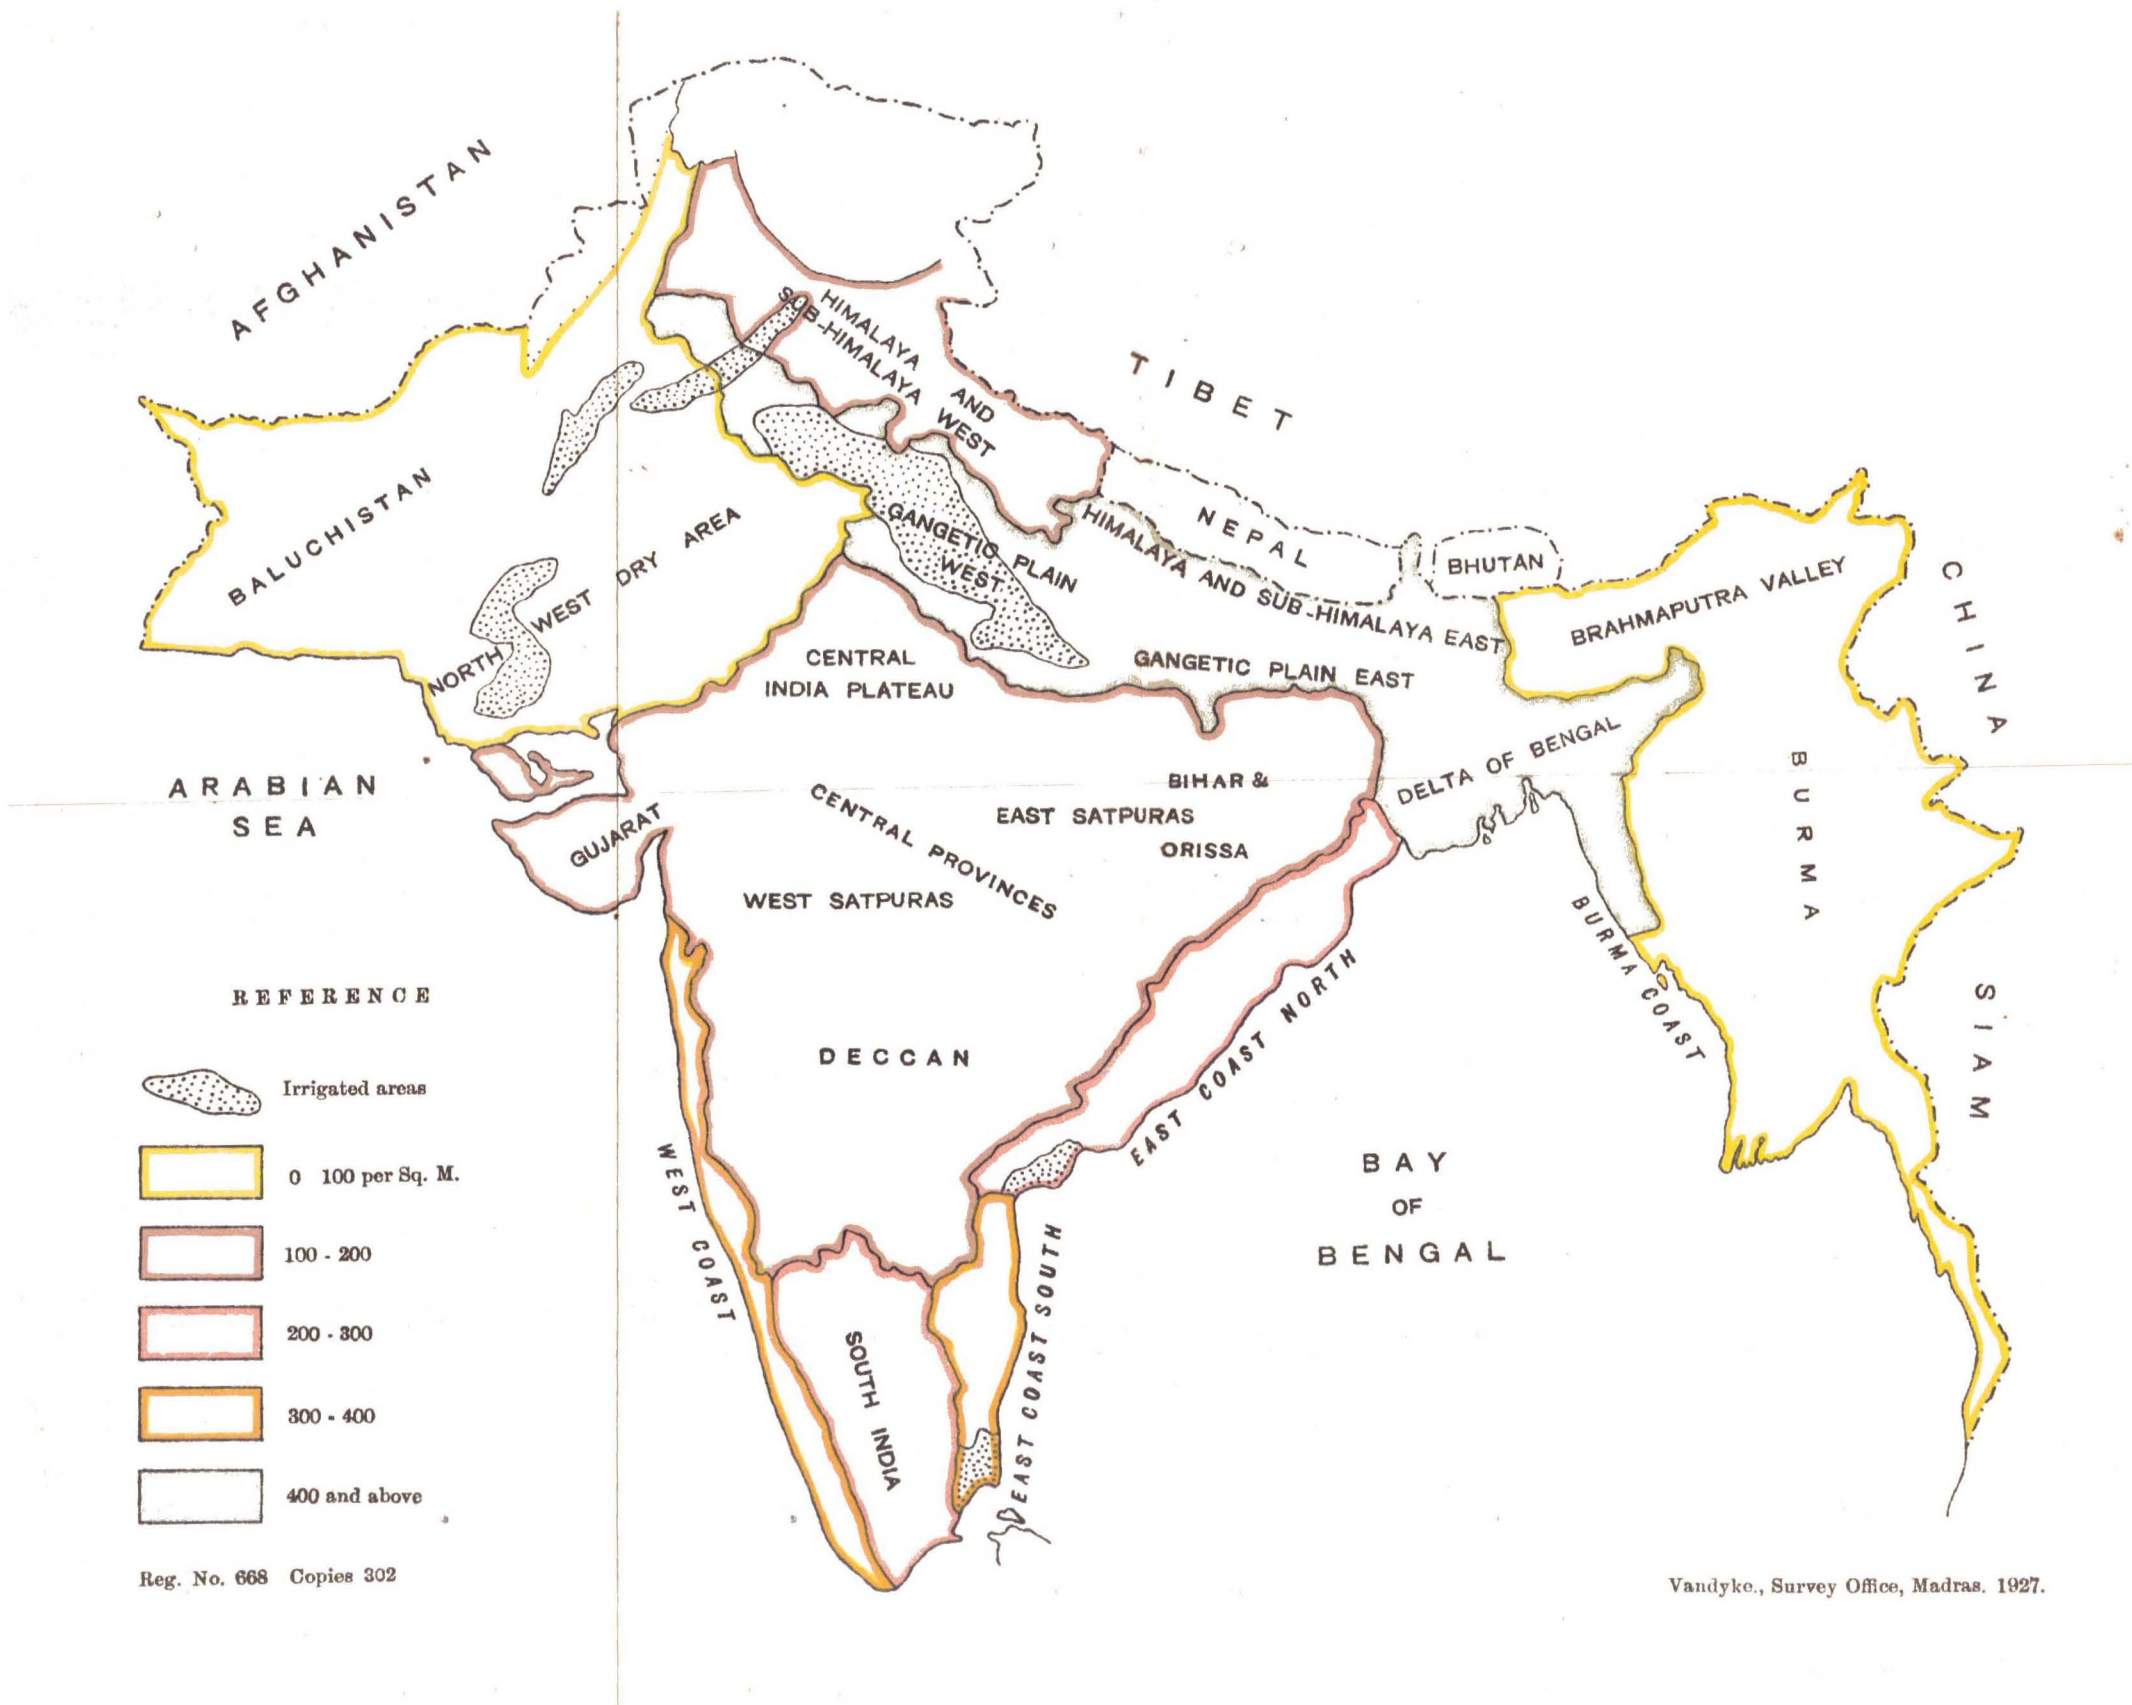 AFGHANISTAN
TIBET
CHINA
SIAM
BALUCHISTAN
NORTH WEST DRY AREA
HIMALAYA AND
SUB-HIMALAYA WEST
GANGETIC PLAIN
WEST
NEPAL
BHUTAN
HIMALAYA AND SUB-HIMALAYA EAST
BRAHMAPUTRA VALLEY
GANGETIC PLAIN EAST
CENTRAL
INDIA PLATEAU
DELTA OF BENGAL
BURMA
BIHAR &
ORISSA
EAST SATPURAS
CENTRAL PROVINCES
GUJARAT
WEST SATPURAS
ARABIAN
SEA
DECCAN
BURMA COAST
EAST COAST NORTH
WEST COAST
EAST COAST SOUTH
SOUTH INDIA
BAY
OF
BENGAL
REFERENCE
Irrigated areas
0 100 per Sq. M.
100 - 200
200 - 300
300 - 400
400 and above
Reg. No. 668 Copies 302
Vandyke., Survey Office, Madras. 1927.